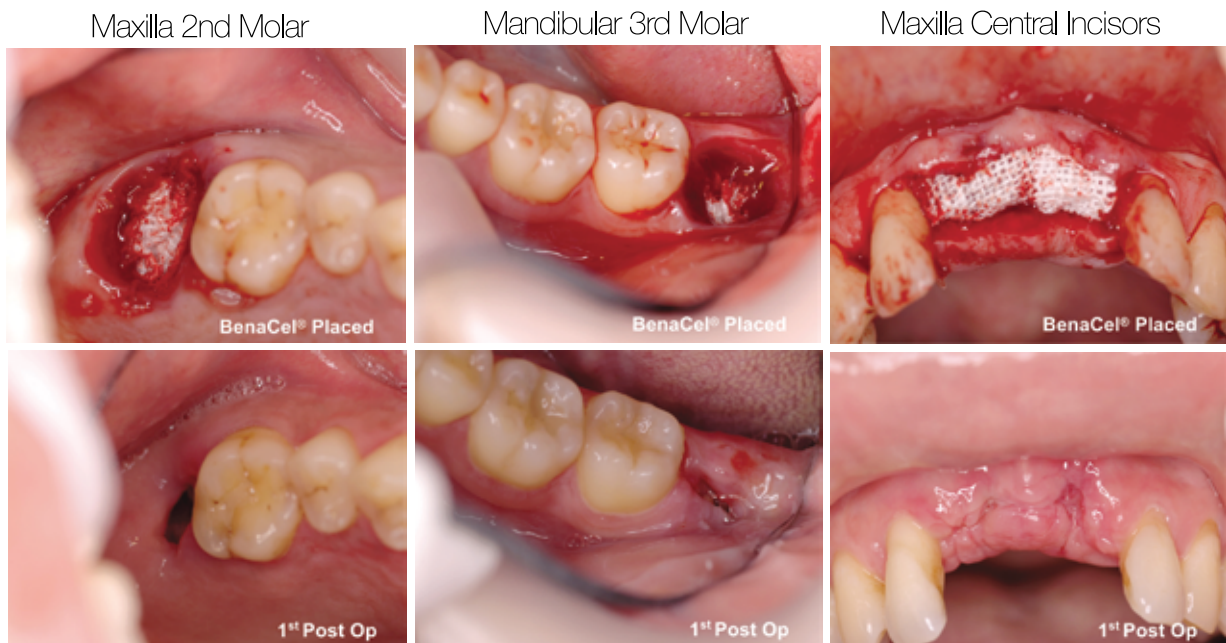 Maxilla 2nd Molar
Mandibular 3rd Molar
Maxilla Central Incisors
BenaCel® Placed
BenaCel® Placed
BenaCel® Placed
1st Post Op
1st Post Op
1st Post Op